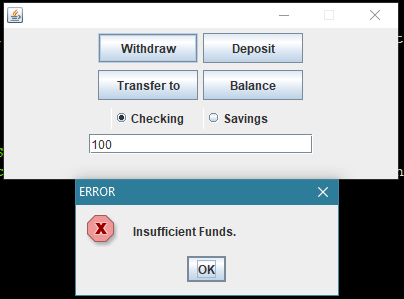 Withdraw Deposit
Transfer to Balance
Checking Savings
100
ERROR
Insufficient Funds.
OK